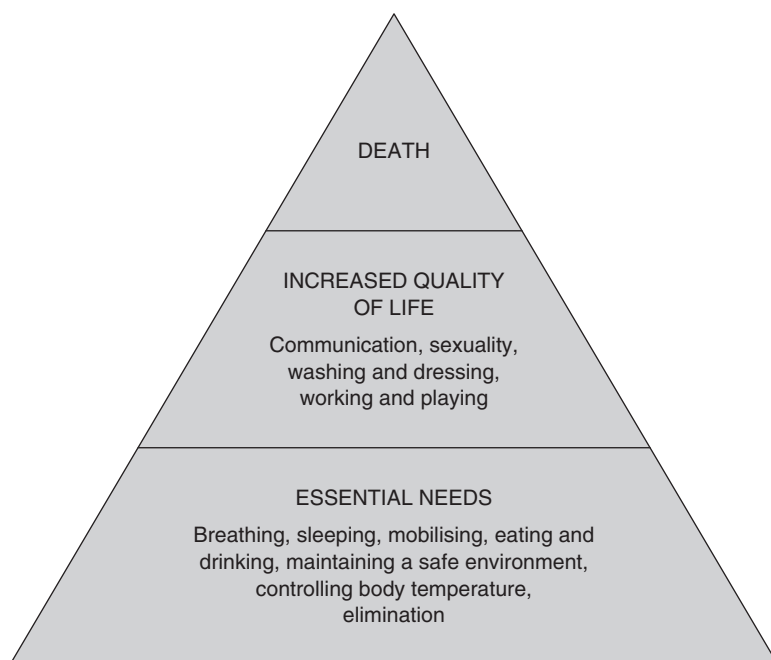 DEATH
INCREASED QUALITY
OF LIFE
Communication, sexuality,
washing and dressing,
working and playing
ESSENTIAL NEEDS
Breathing, sleeping, mobilising, eating and
drinking, maintaining a safe environment,
controlling body temperature,
elimination